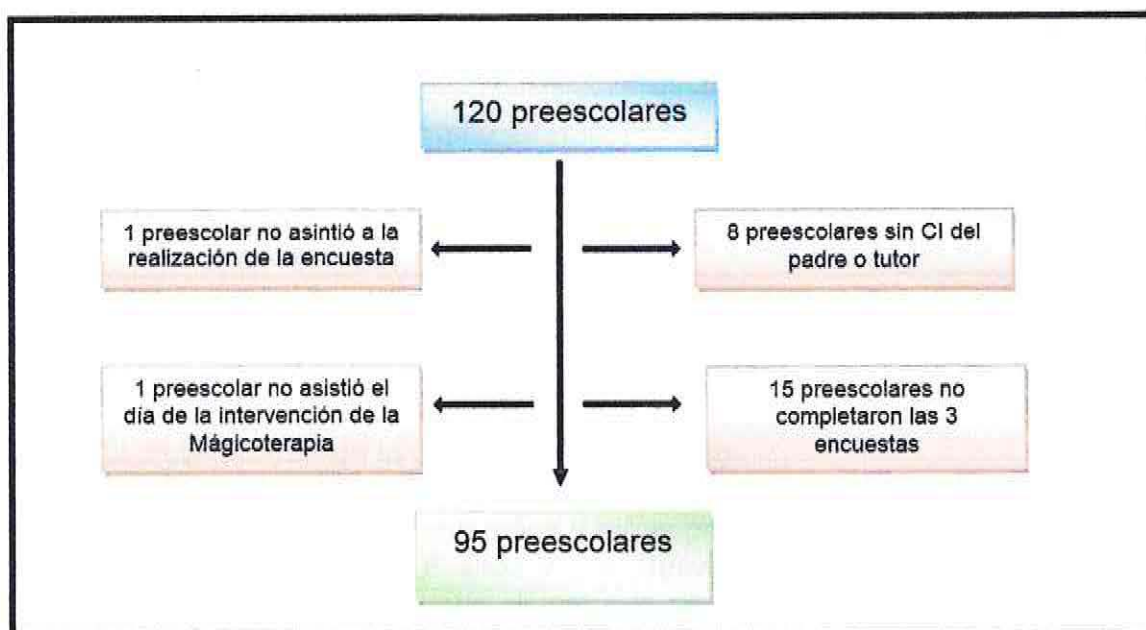 120 preescolares
1 preescolar no asintió a la
realización de la encuesta
8 preescolares sin CI del
padre o tutor
1 preescolar no asistió el
día de la intervención de la
Mágicoterapia
15 preescolares no
completaron las 3
encuestas
95 preescolares